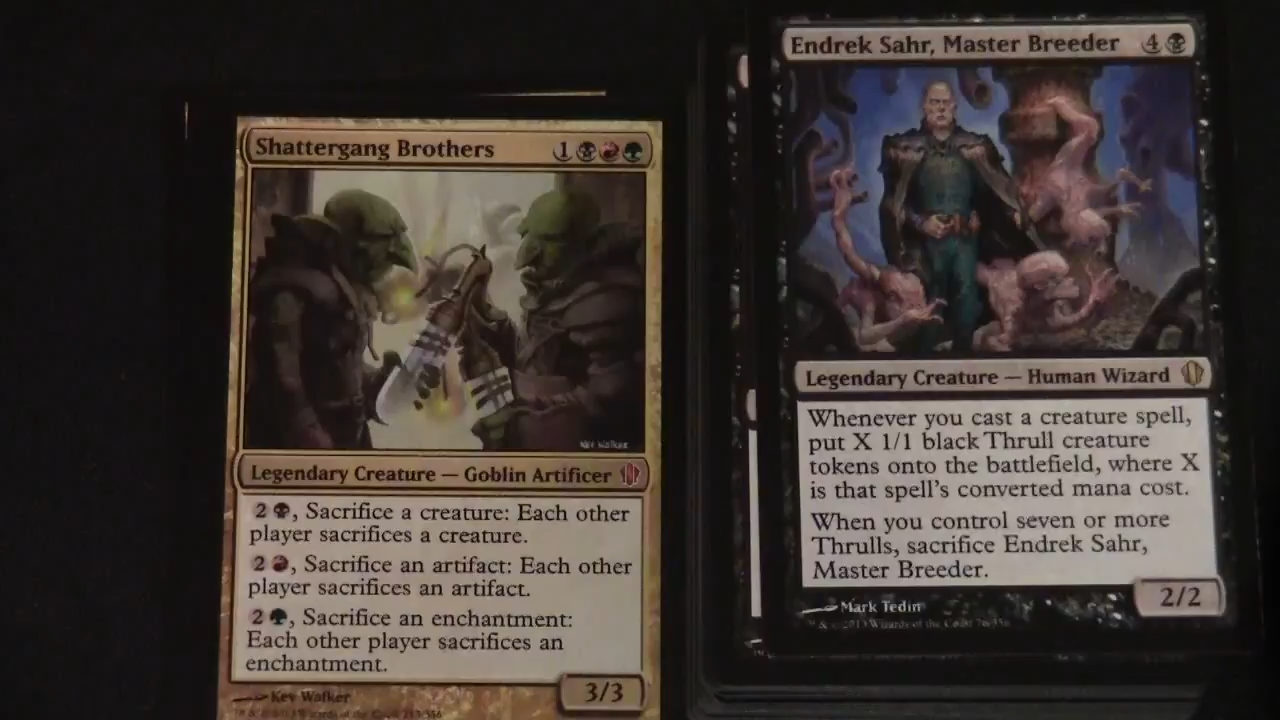 Shattergang Brothers 1
Legendary Creature — Goblin Artificer
2, Sacrifice a creature: Each other
player sacrifices a creature.
2, Sacrifice an artifact: Each other
player sacrifices an artifact.
2, Sacrifice an enchantment:
Each other player sacrifices an
enchantment.
3/3
Kev Walker
Endrek Sahr, Master Breeder 4
Legendary Creature — Human Wizard
Whenever you cast a creature spell,
put X 1/1 black Thrull creature
tokens onto the battlefield, where X
is that spell's converted mana cost.
When you control seven or more
Thrulls, sacrifice Endrek Sahr,
Master Breeder.
2/2
Mark Tedin